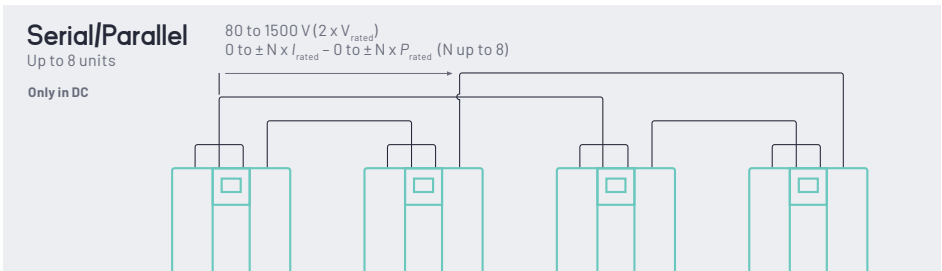 Serial/Parallel
Up to 8 units
Only in DC
80 to 1500 V (2 x Vrated)
0 to ± N x Irated – 0 to ± N x Prated (N up to 8)